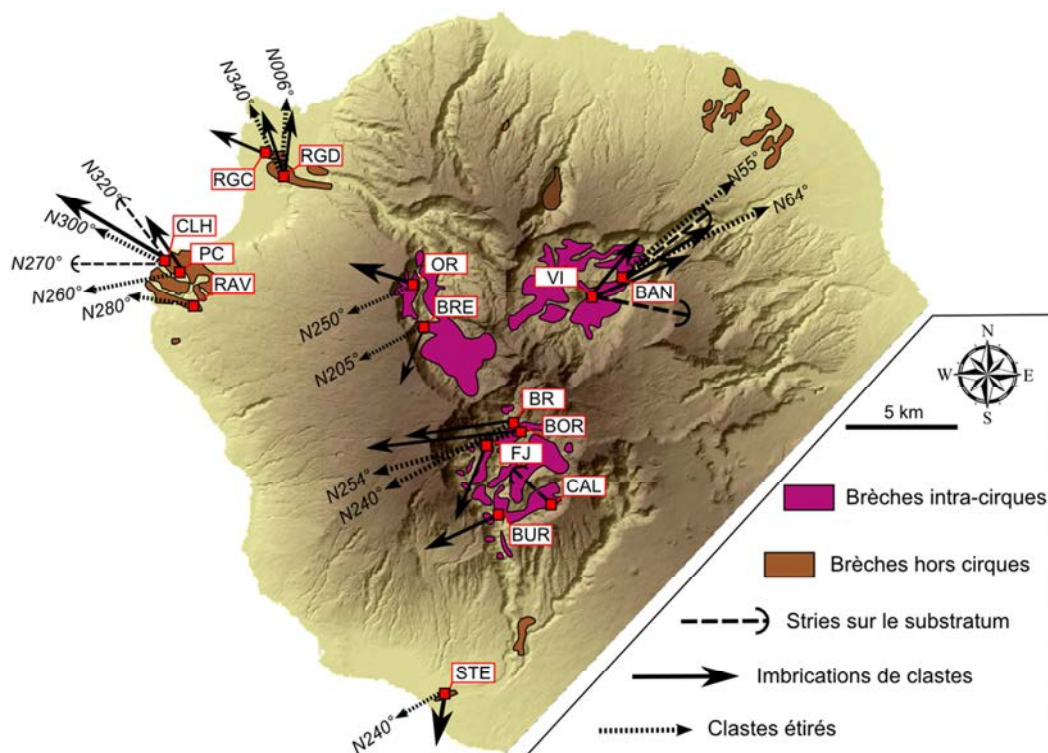 N340°
N006°
RGC
RGD
N320°
N300°
CLH
N270°
PC
N260°
RAV
N280°
N55°
N64°
OR
VI
BAN
BRE
N250°
N205°
BR
BOR
FJ
N254°
N240°
CAL
BUR
STE
N240°
N
W
E
S
5 km
Brèches intra-cirques
Brèches hors cirques
Stries sur le substratum
Imbrications de clastes
Clastes étirés